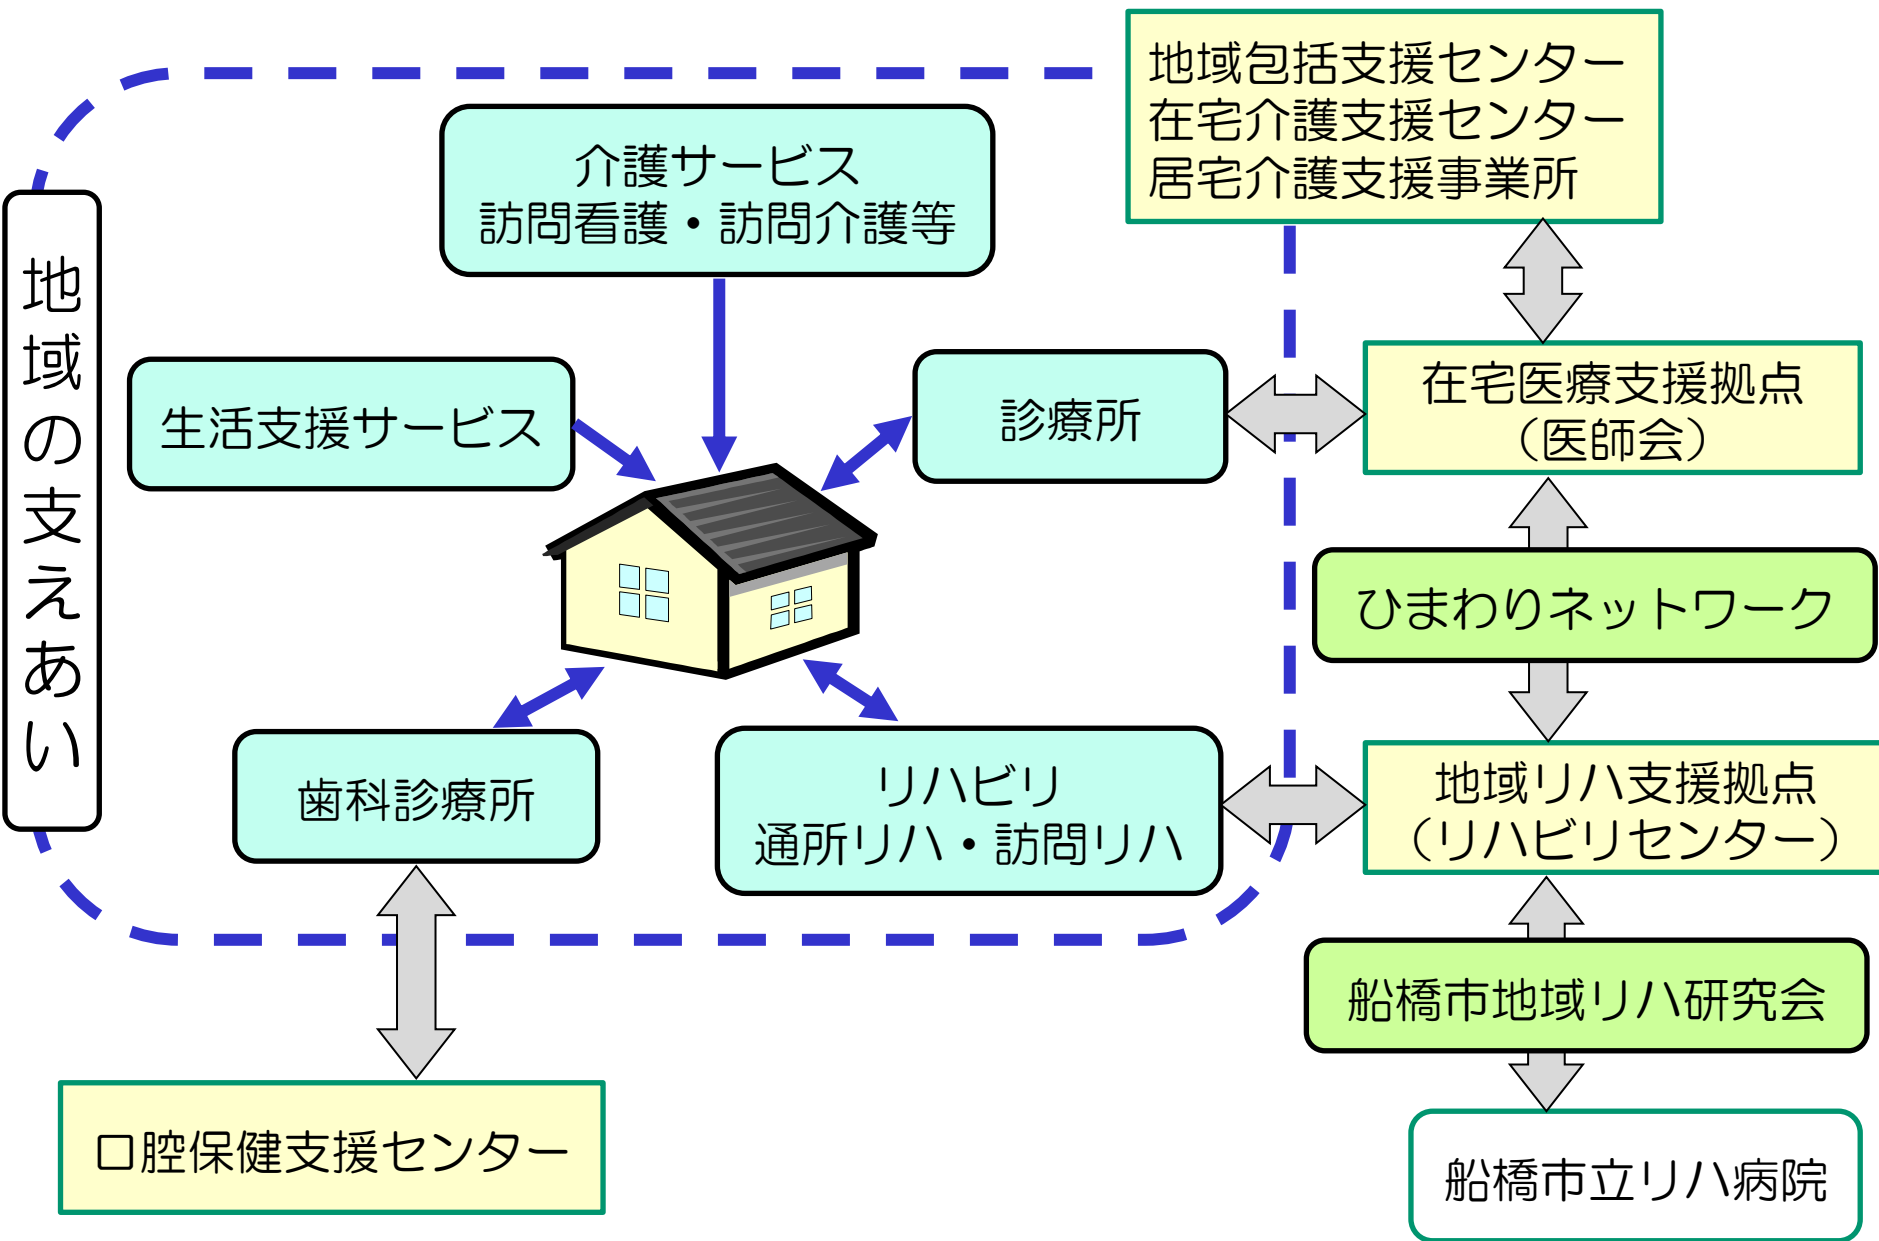 地域包括支援センター
在宅介護支援センター
居宅介護支援事業所
介護サービス
訪問看護・訪問介護等
地域の支えあい
生活支援サービス
診療所
在宅医療支援拠点
（医師会）
ひまわりネットワーク
歯科診療所
リハビリ
通所リハ・訪問リハ
地域リハ支援拠点
（リハビリセンター）
船橋市地域リハ研究会
口腔保健支援センター
船橋市立リハ病院